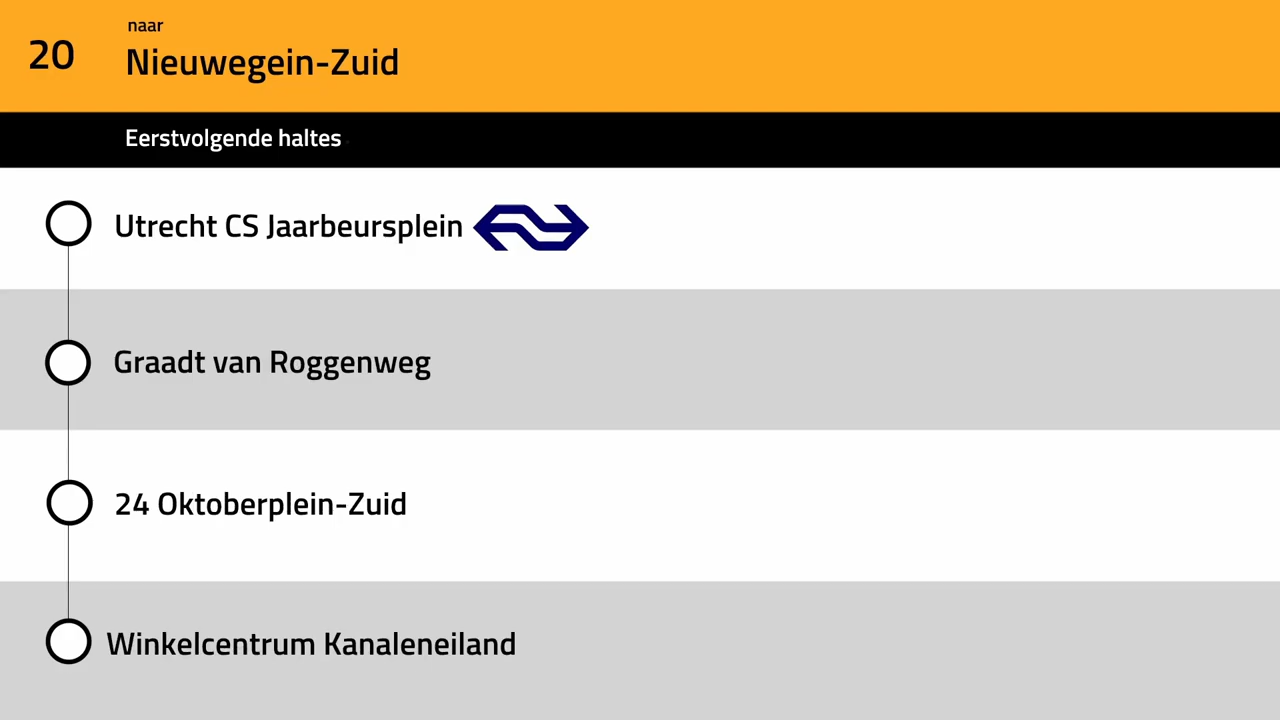 naar
20
Nieuwegein-Zuid
Eerstvolgende haltes
Utrecht CS Jaarbeursplein
Graadt van Roggenweg
24 Oktoberplein-Zuid
Winkelcentrum Kanaleneiland